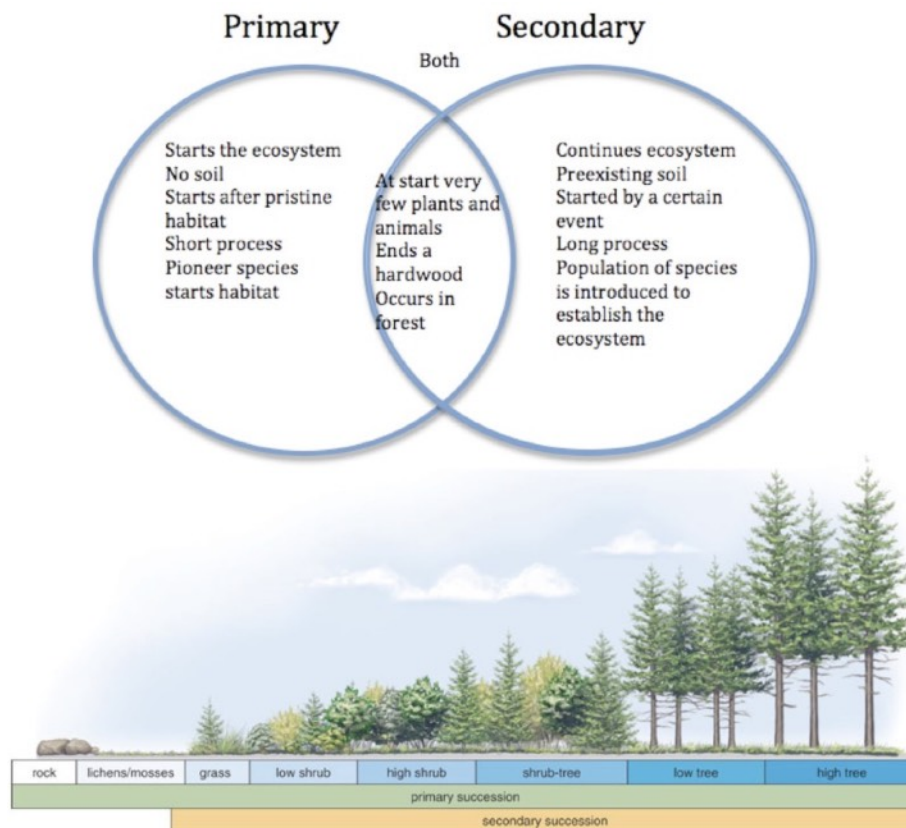 Primary
Secondary
Both
Starts the ecosystem
No soil
Starts after pristine
habitat
Short process
Pioneer species
starts habitat
At start very
few plants and
animals
Ends a
hardwood
Occurs in
forest
Continues ecosystem
Preexisting soil
Started by a certain
event
Long process
Population of species
is introduced to
establish the
ecosystem
rock
lichens/mosses
grass
low shrub
high shrub
shrub-tree
low tree
high tree
primary succession
secondary succession